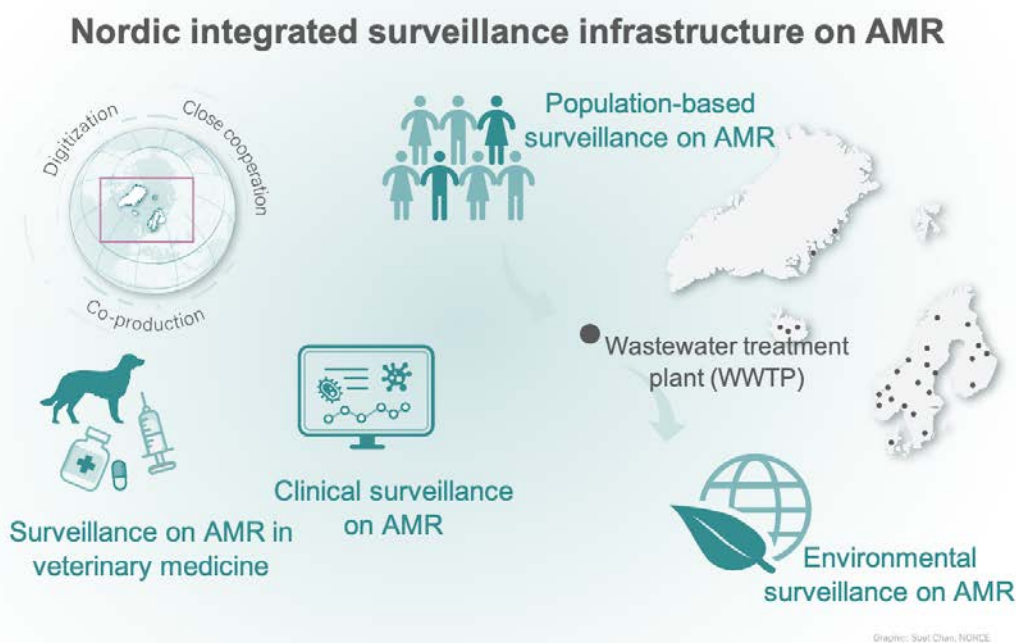 Nordic integrated surveillance infrastructure on AMR
Digitization
Close cooperation
Co-production
Population-based
surveillance on AMR
Wastewater treatment
plant (WWTP)
Clinical surveillance
on AMR
Surveillance on AMR in
veterinary medicine
Environmental
surveillance on AMR
Graphic: Suet Chan, NORCE